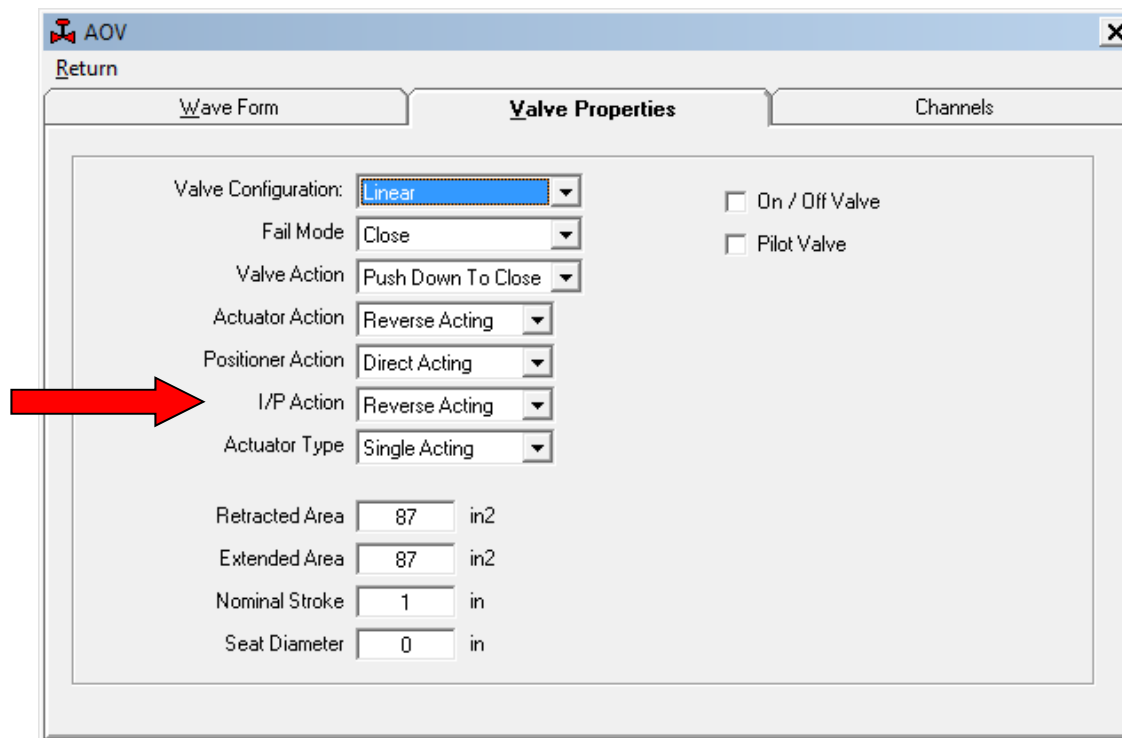 AOV
Return
Wave Form Valve Properties Channels
Valve Configuration: Linear On / Off Valve
Fail Mode Close Pilot Valve
Valve Action Push Down To Close
Actuator Action Reverse Acting
Positioner Action Direct Acting
I/P Action Reverse Acting
Actuator Type Single Acting
Retracted Area 87 in2
Extended Area 87 in2
Nominal Stroke 1 in
Seat Diameter 0 in